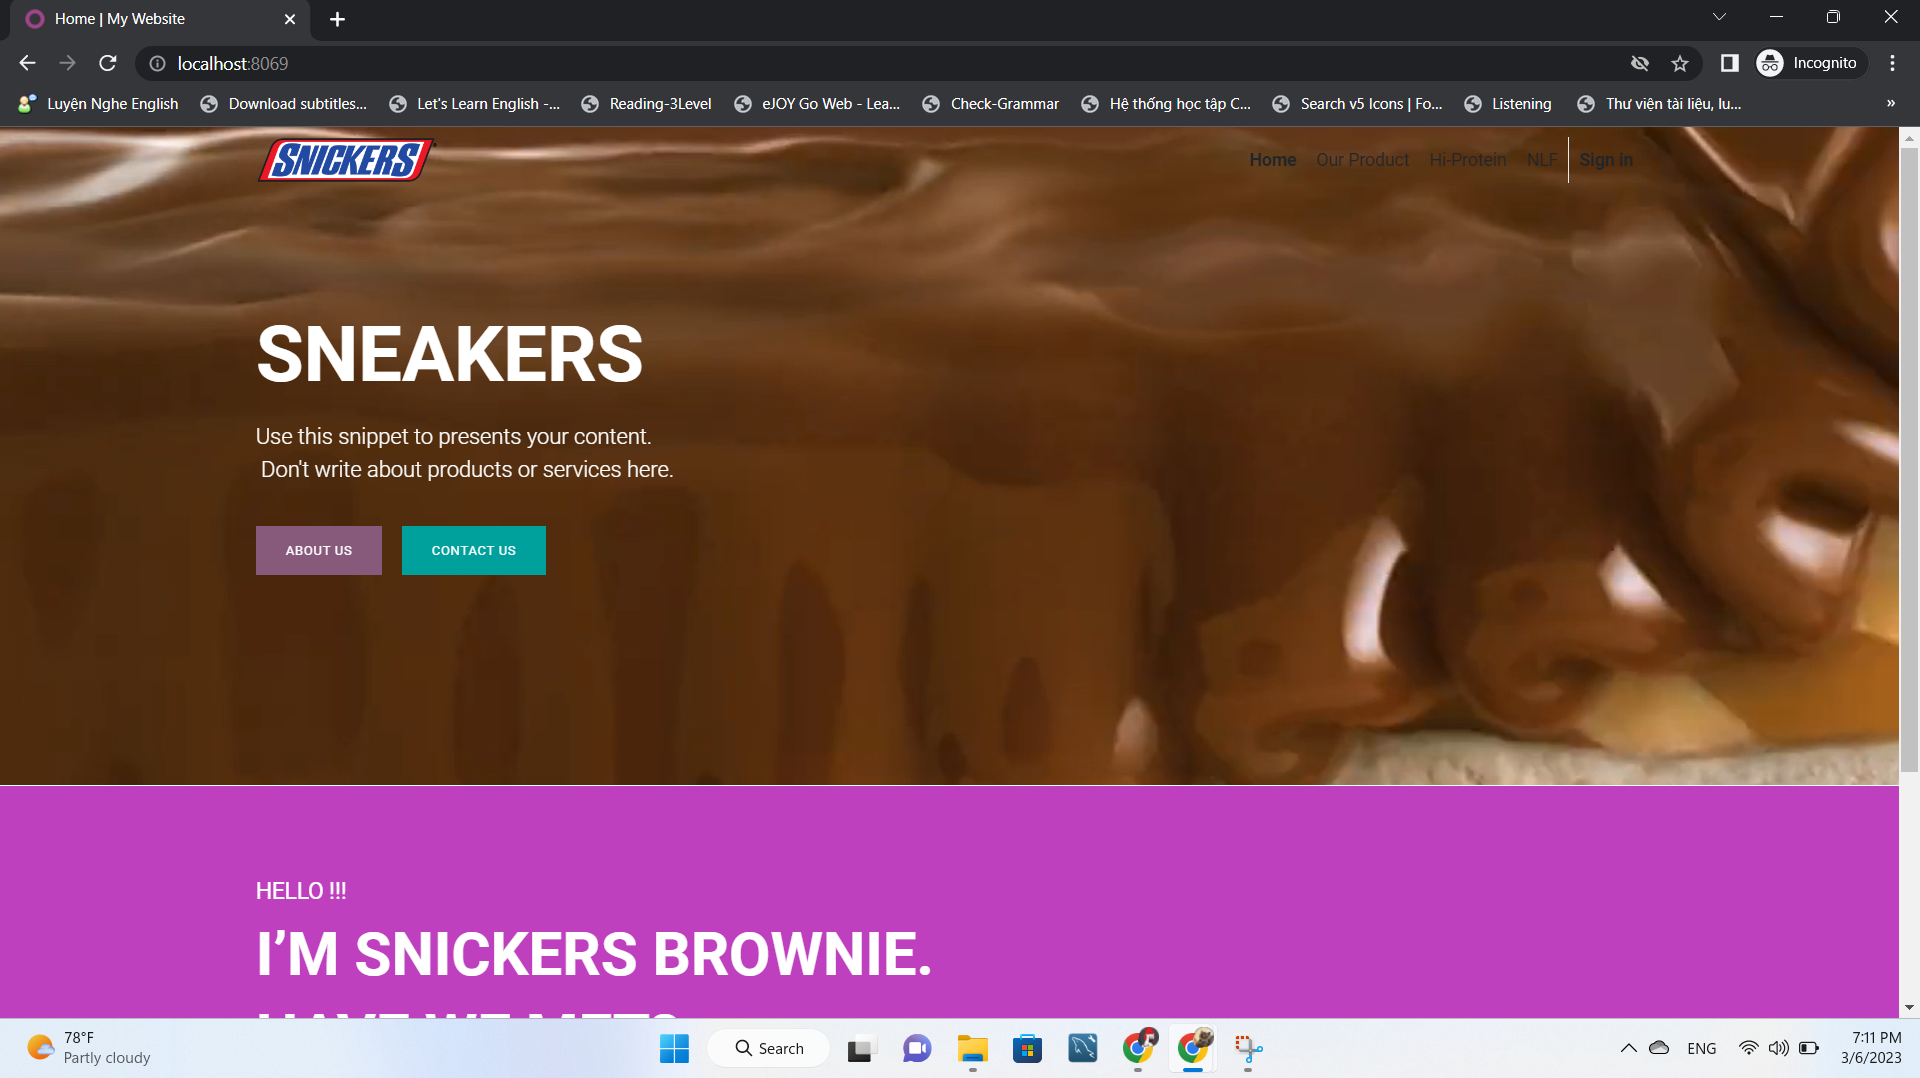 Home | My Website
localhost:8069
Incognito
Luyện Nghe English
Download subtitles...
Let's Learn English -...
Reading-3Level
eJOY Go Web - Lea...
Check-Grammar
Hệ thống học tập C...
Search v5 Icons | Fo...
Listening
Thư viện tài liệu, lu...
»
SNICKERS
Home
Our Product
Hi-Protein
NLF
Sign in
SNEAKERS
Use this snippet to presents your content.
Don't write about products or services here.
ABOUT US
CONTACT US
HELLO !!!
I'M SNICKERS BROWNIE.
HAVE WE MET?
78°F
Partly cloudy
Search
ENG
7:11 PM
3/6/2023